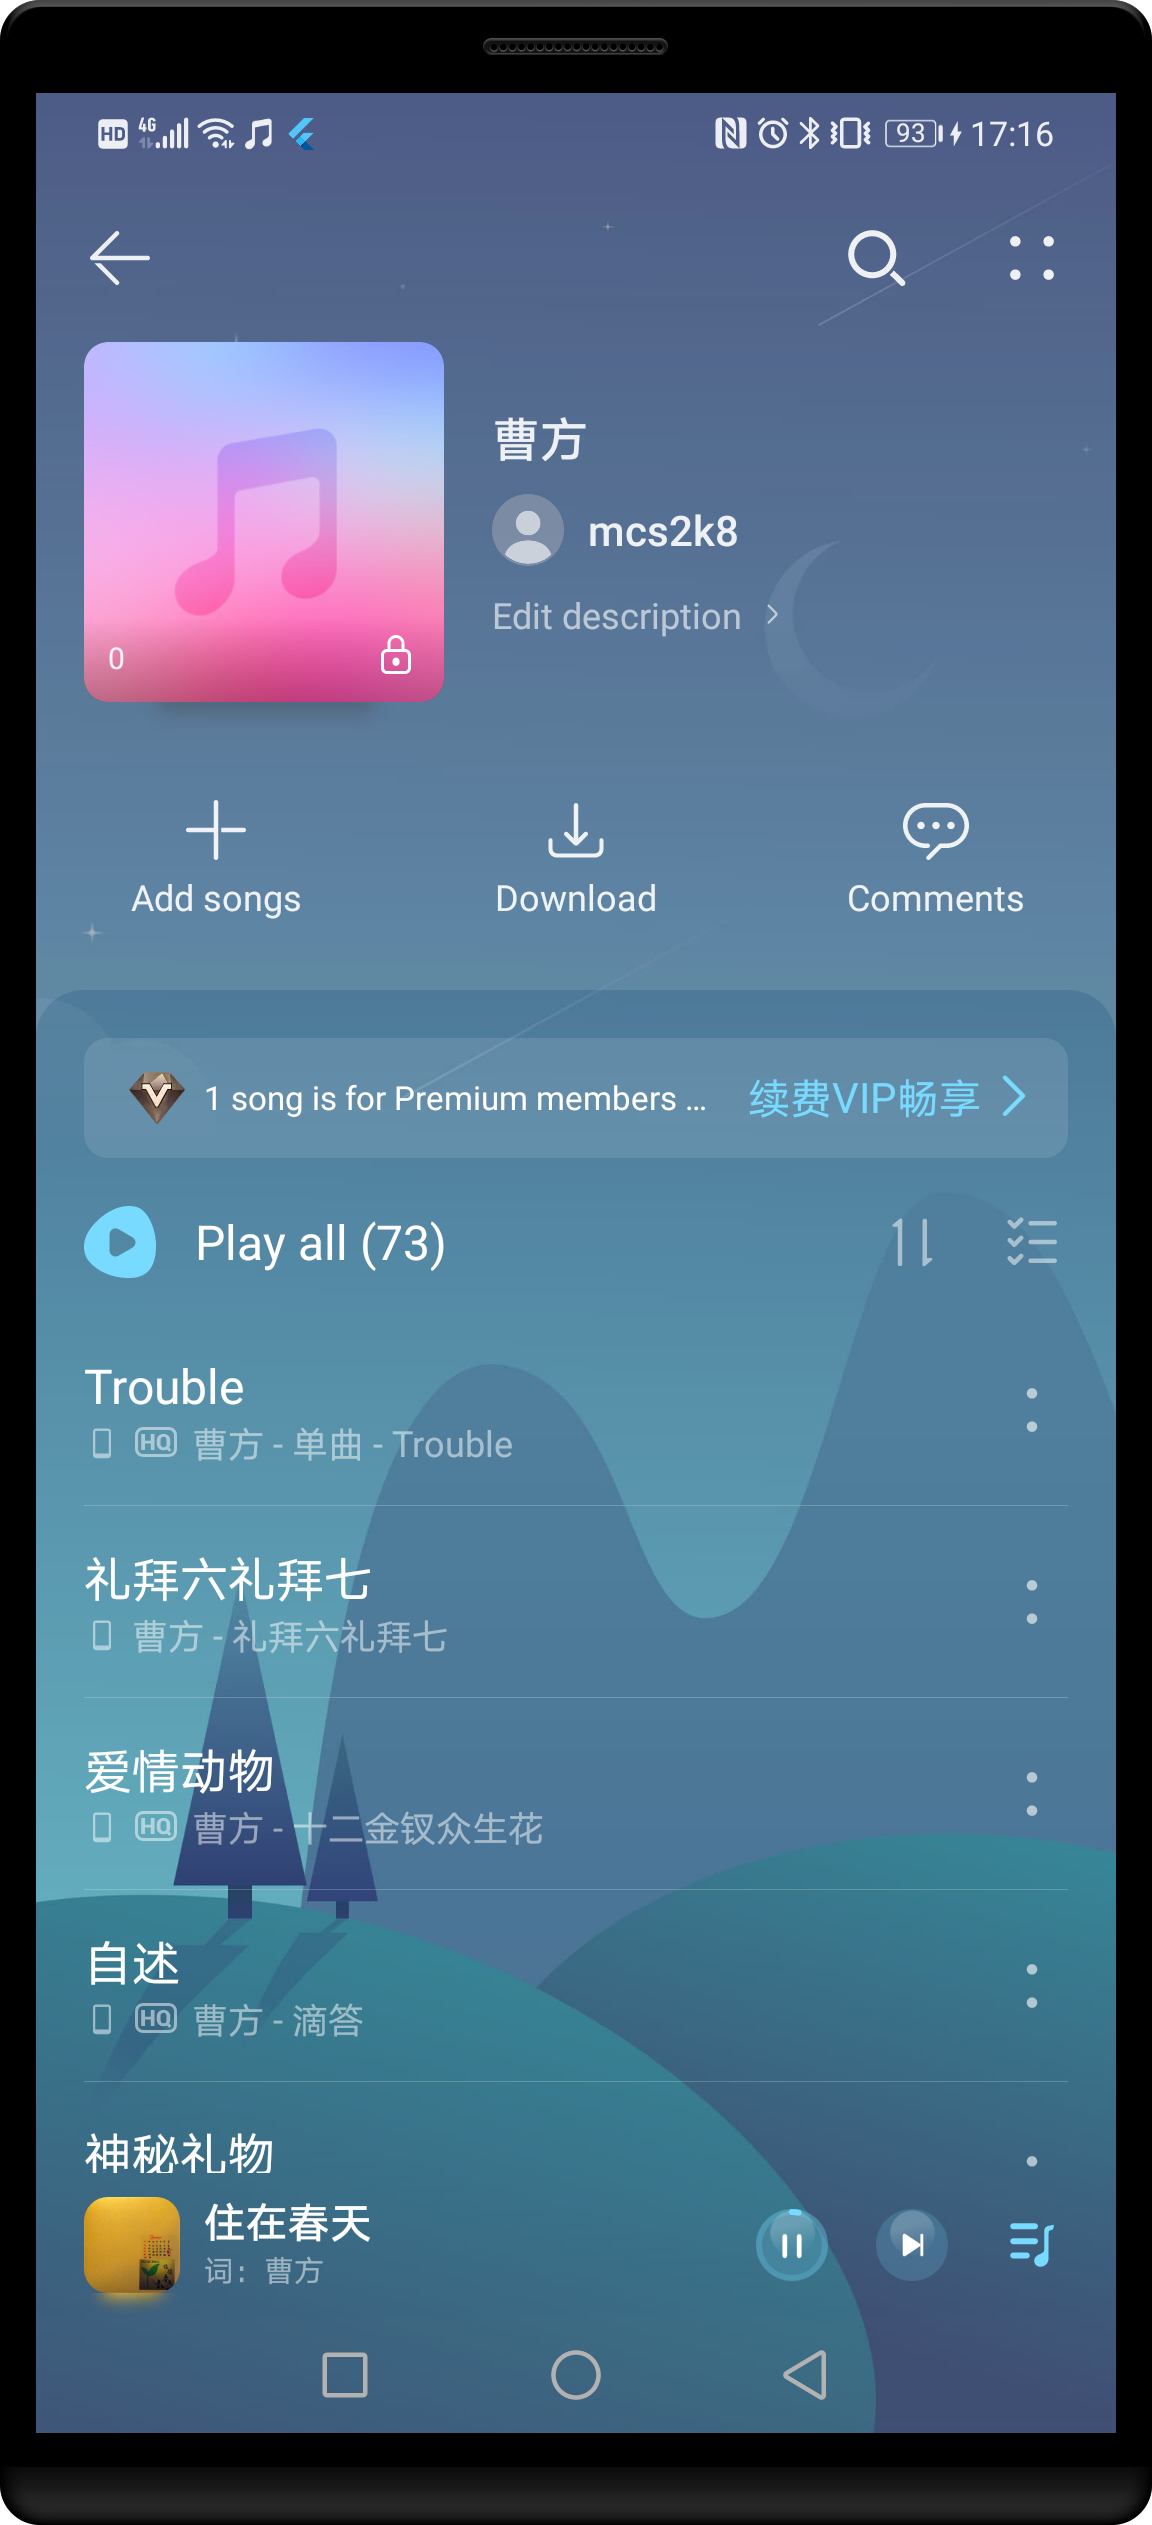 HD 4G 93 17:16
曹方
mcs2k8
Edit description
0
Add songs
Download
Comments
1 song is for Premium members ...
续费VIP畅享
Play all (73)
Trouble
HQ 曹方 - 单曲 - Trouble
礼拜六礼拜七
曹方 - 礼拜六礼拜七
爱情动物
HQ 曹方 - 十二金钗众生花
自述
HQ 曹方 - 滴答
神秘礼物
住在春天
词：曹方